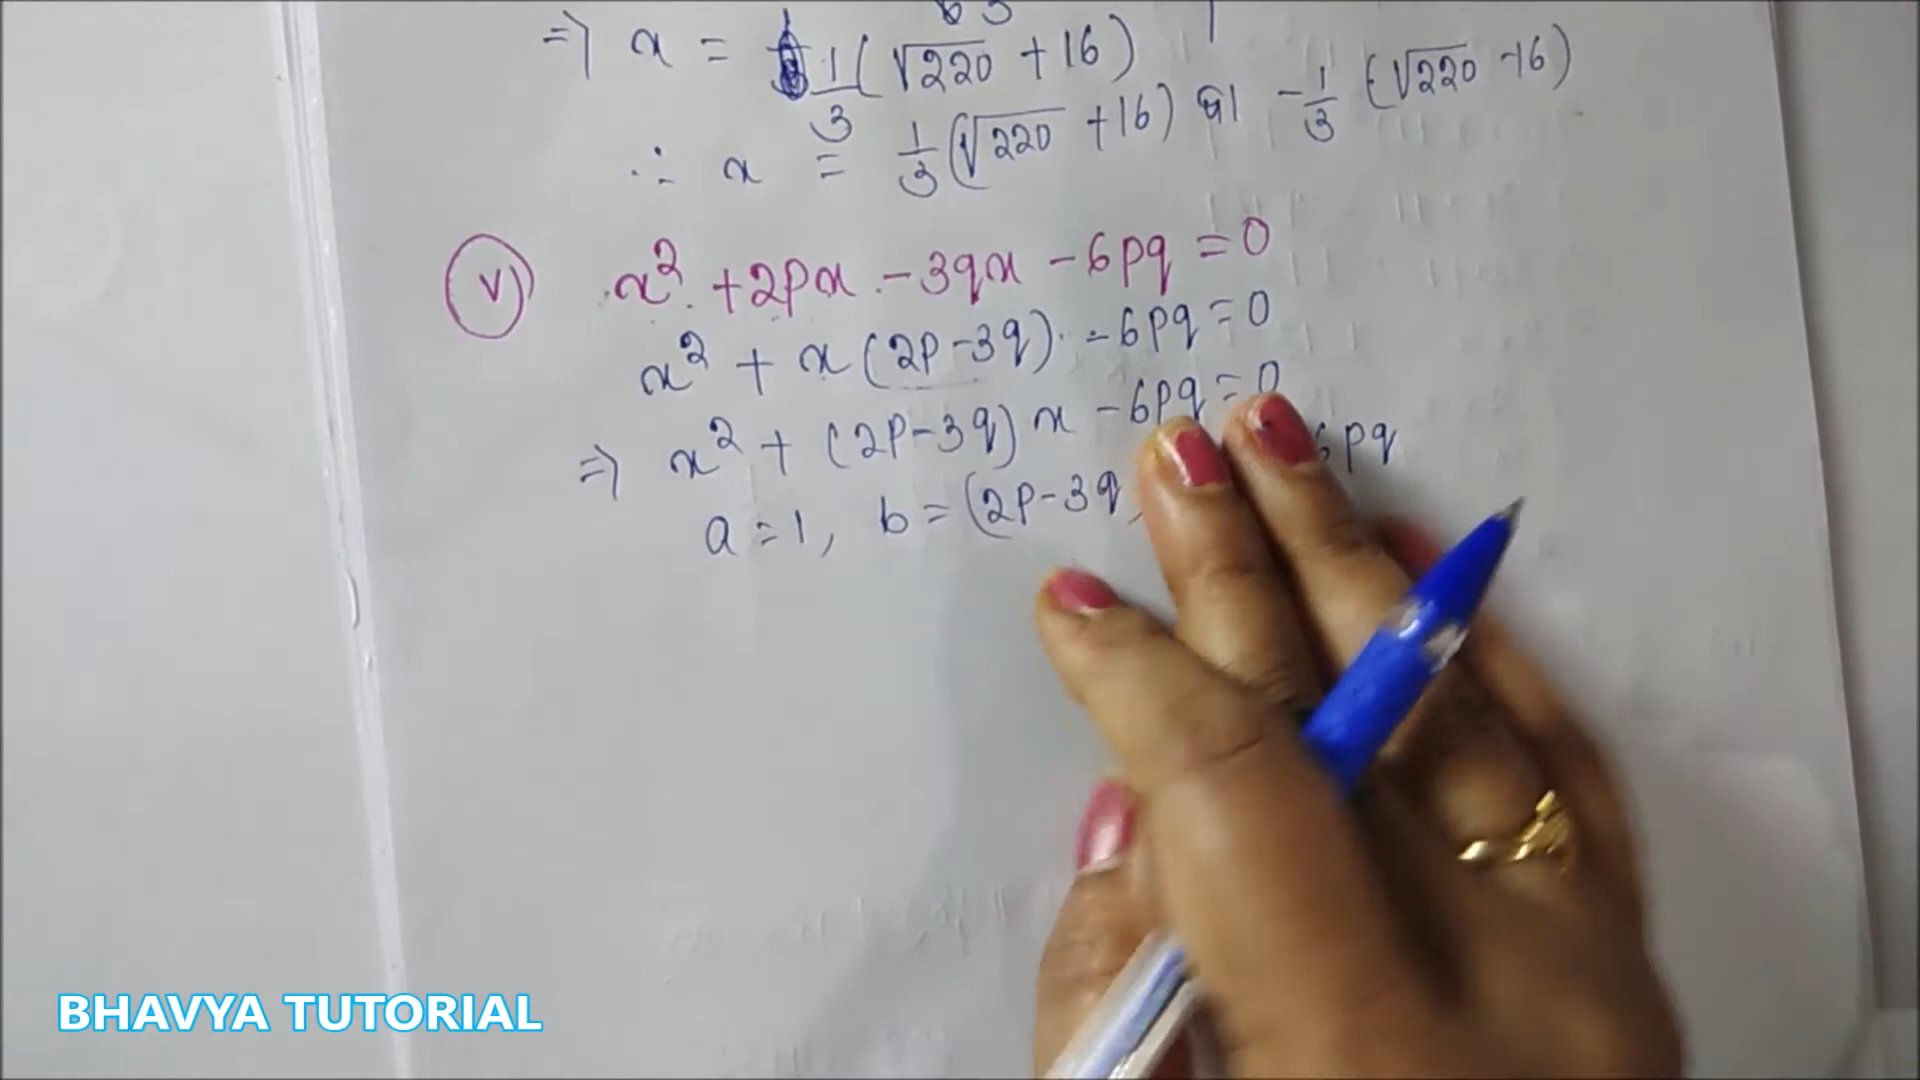 ⇒ x = 1/3 (√220 + 16)
∴ x = 1/3 (√220 + 16) ବା -1/3 (√220 - 16)
v) x² + 2px - 3qx - 6pq = 0
x² + x(2p - 3q) - 6pq = 0
⇒ x² + (2p - 3q)x - 6pq = 0
a = 1, b = (2p - 3q 6pq
BHAVYA TUTORIAL